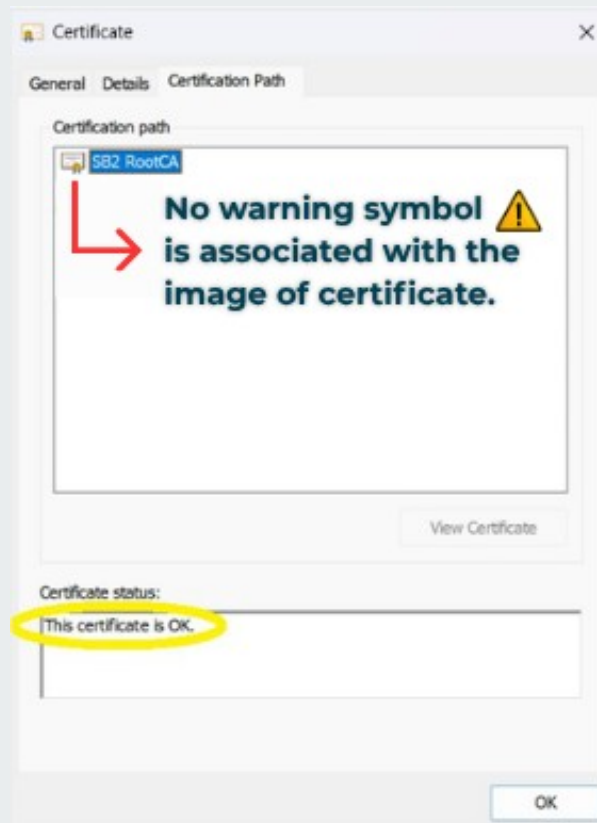 Certificate
General Details Certification Path
Certification path
SB2 RootCA
No warning symbol ⚠
is associated with the
image of certificate.
View Certificate
Certificate status:
This certificate is OK.
OK